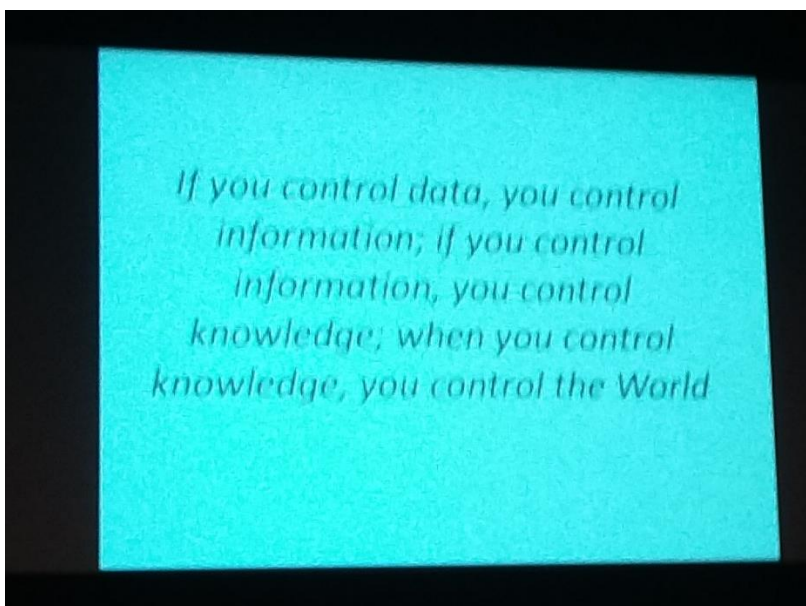 If you control data, you control
information; if you control
information, you control
knowledge; when you control
knowledge, you control the World